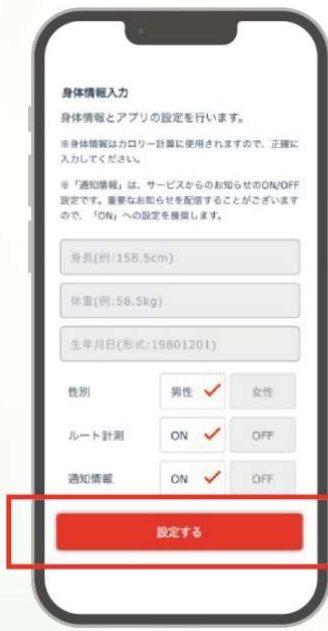 身体情報入力
身体情報とアプリの設定を行います。
※身体情報はカロリー計算に使用されますので、正確に
入力してください。
※「通知情報」は、サービスからのお知らせのON/OFF
設定です。重要なお知らせを配信することがございます
ので、「ON」への設定を推奨します。
身長(例:158.5cm)
体重(例:58.5kg)
生年月日(形式:19801201)
性別 男性 女性
ルート計測 ON OFF
通知情報 ON OFF
設定する